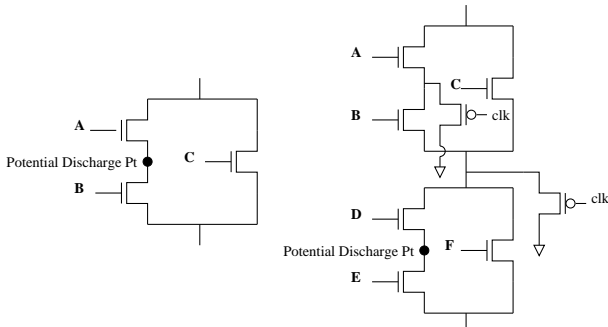 A
Potential Discharge Pt
B
C
A
C
B
clk
clk
D
Potential Discharge Pt
F
E